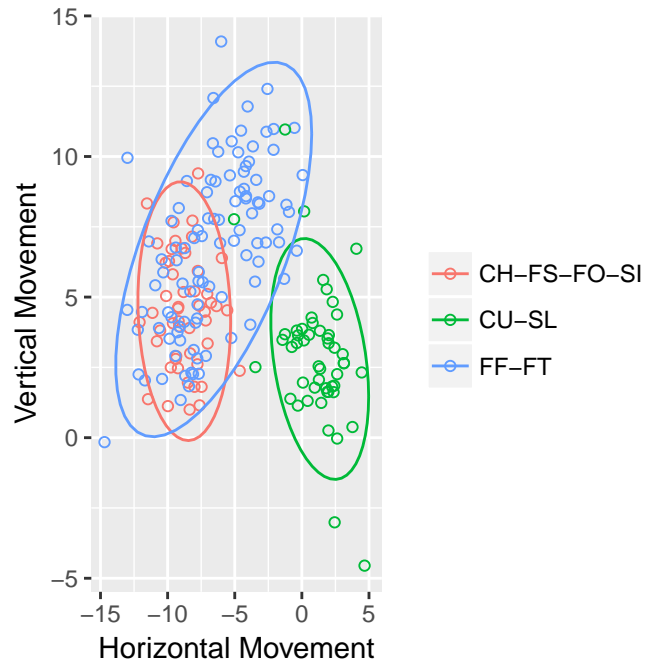 15
10
5
0
−5
Vertical Movement
−15 −10 −5 0 5
Horizontal Movement
CH−FS−FO−SI
CU−SL
FF−FT